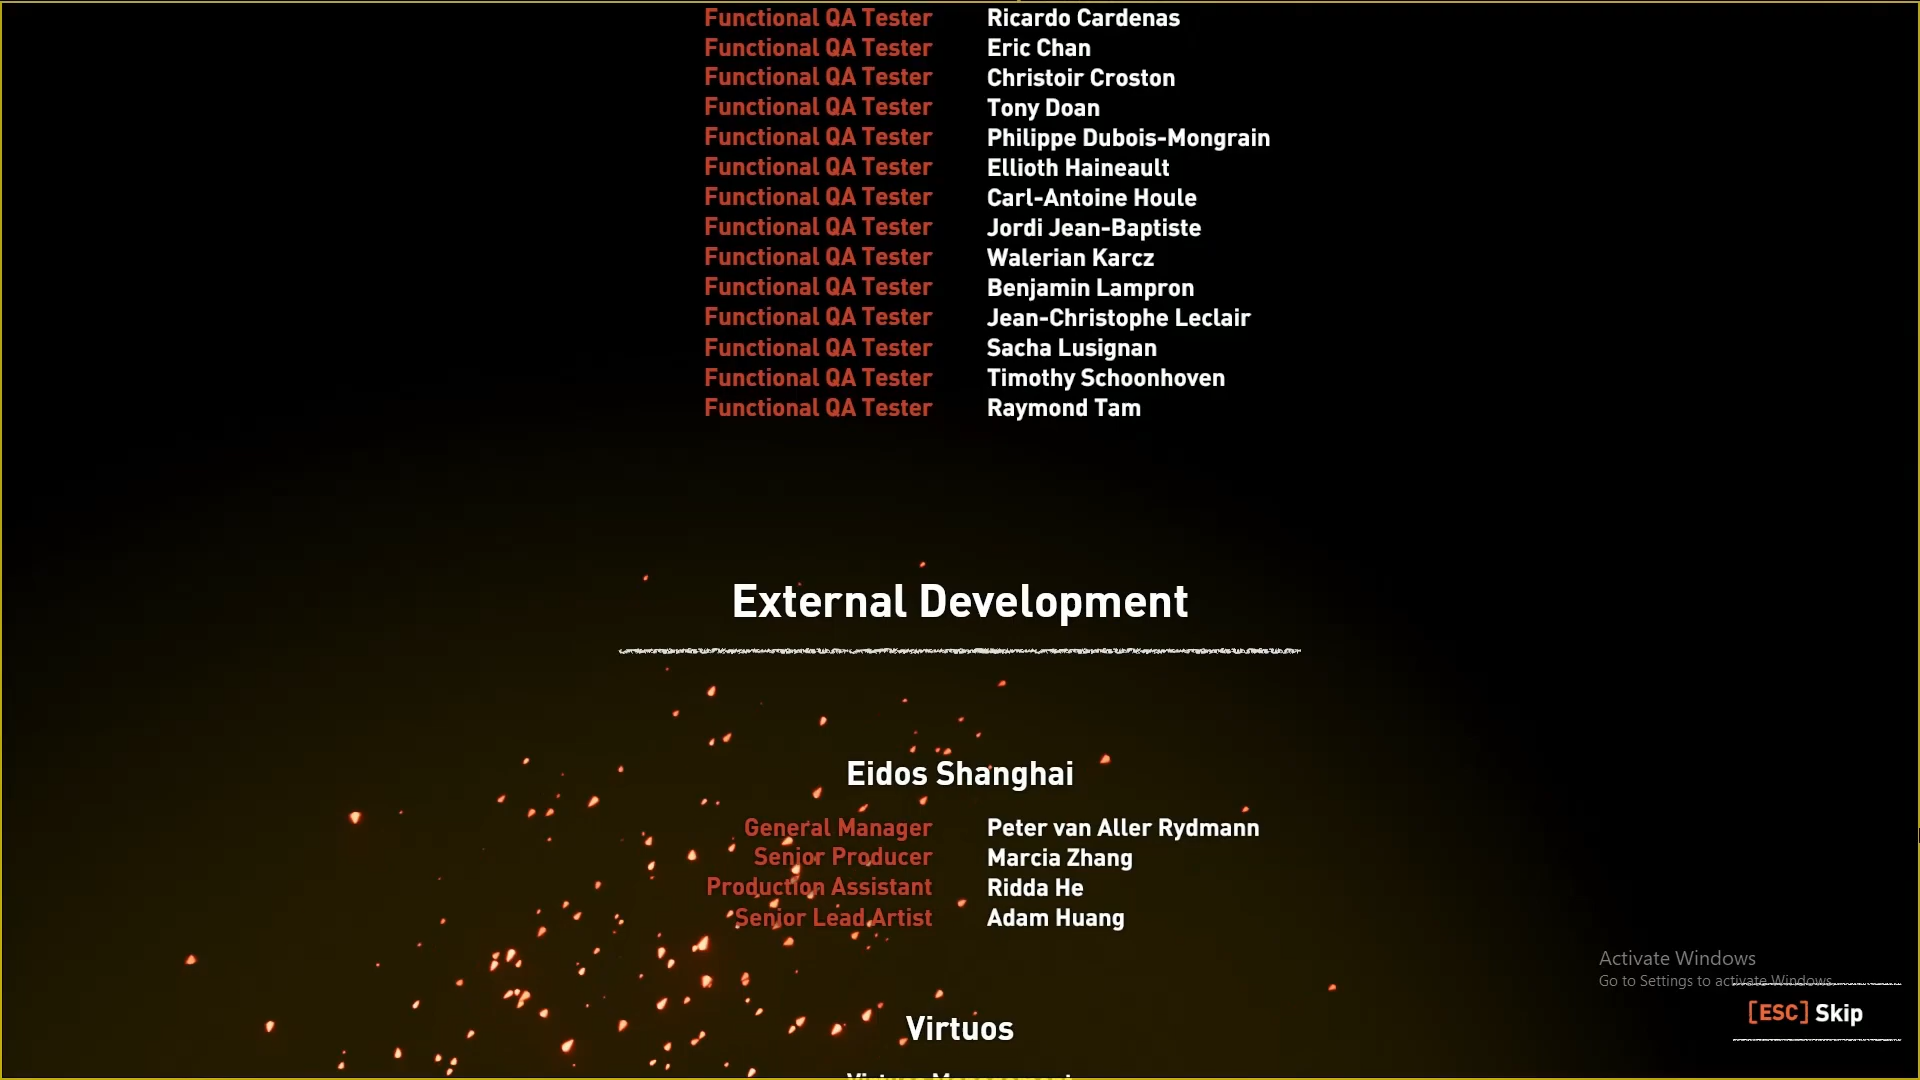 Functional QA Tester Ricardo Cardenas
Functional QA Tester Eric Chan
Functional QA Tester Christoir Croston
Functional QA Tester Tony Doan
Functional QA Tester Philippe Dubois-Mongrain
Functional QA Tester Ellioth Haineault
Functional QA Tester Carl-Antoine Houle
Functional QA Tester Jordi Jean-Baptiste
Functional QA Tester Walerian Karcz
Functional QA Tester Benjamin Lampron
Functional QA Tester Jean-Christophe Leclair
Functional QA Tester Sacha Lusignan
Functional QA Tester Timothy Schoonhoven
Functional QA Tester Raymond Tam
External Development
Eidos Shanghai
General Manager Peter van Aller Rydmann
Senior Producer Marcia Zhang
Production Assistant Ridda He
Senior Lead Artist Adam Huang
Virtuos
Activate Windows
Go to Settings to activate Windows.
[ESC] Skip